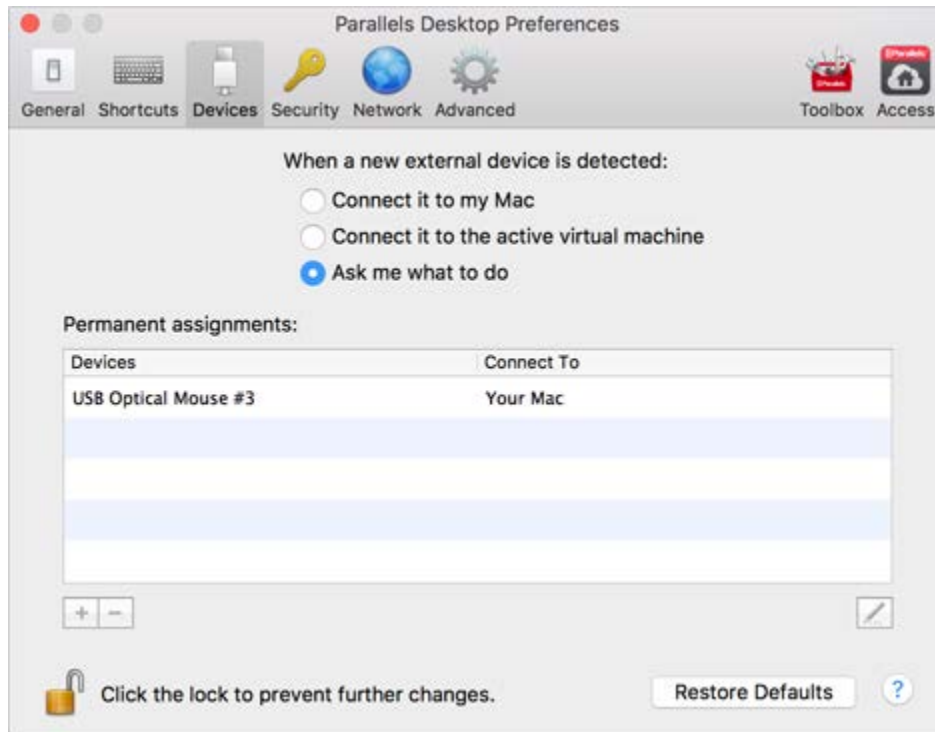 Parallels Desktop Preferences
General Shortcuts Devices Security Network Advanced Toolbox Access
When a new external device is detected:
Connect it to my Mac
Connect it to the active virtual machine
Ask me what to do
Permanent assignments:
Devices Connect To
USB Optical Mouse #3 Your Mac
Click the lock to prevent further changes. Restore Defaults ?